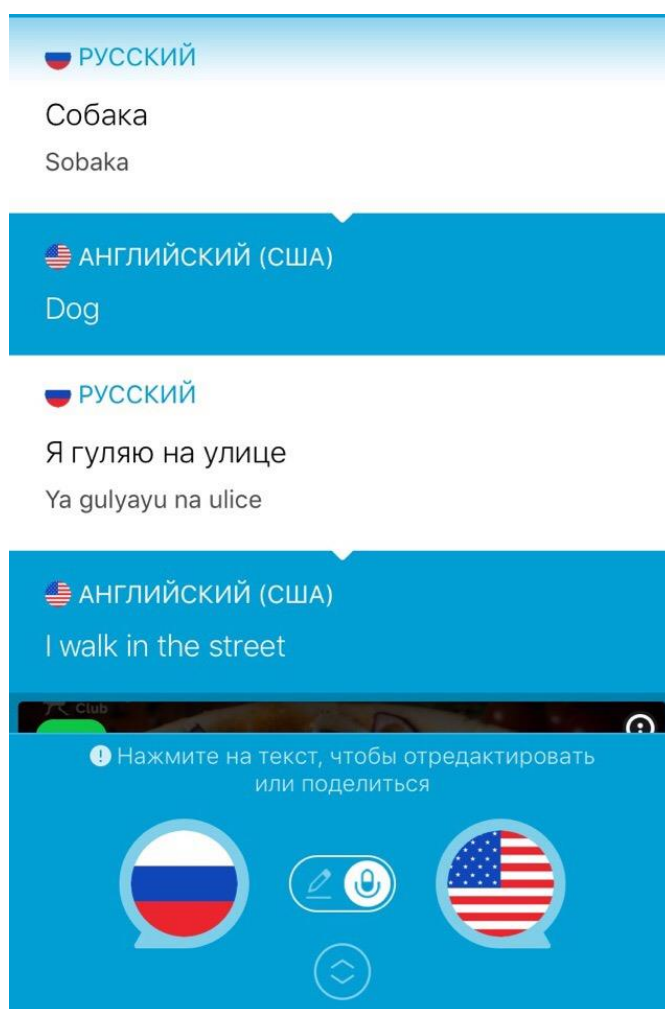 РУССКИЙ
Собака
Sobaka
АНГЛИЙСКИЙ (США)
Dog
РУССКИЙ
Я гуляю на улице
Ya gulyayu na ulice
АНГЛИЙСКИЙ (США)
I walk in the street
Club
Нажмите на текст, чтобы отредактировать
или поделиться